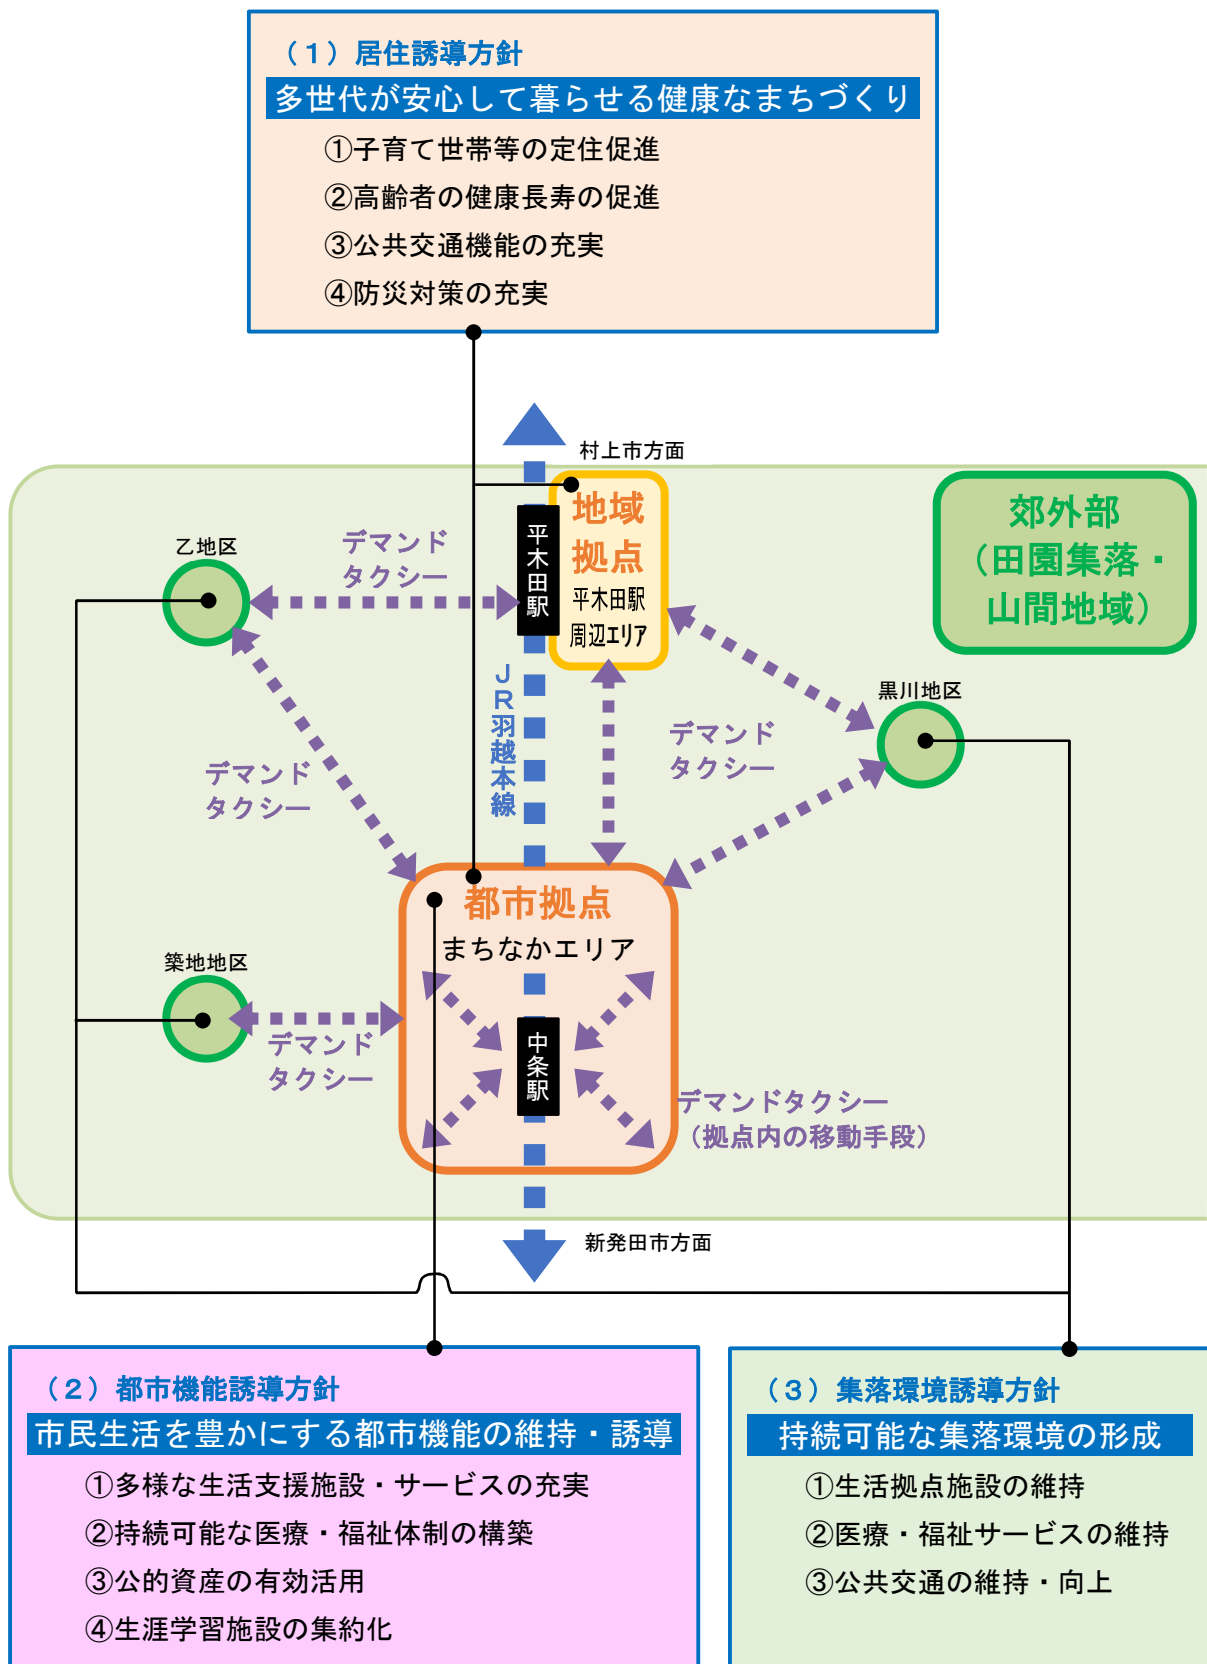 （１）居住誘導方針
多世代が安心して暮らせる健康なまちづくり
①子育て世帯等の定住促進
②高齢者の健康長寿の促進
③公共交通機能の充実
④防災対策の充実
村上市方面
地域
拠点
平木田駅
周辺エリア
平木田駅
郊外部
（田園集落・
山間地域）
乙地区
デマンド
タクシー
ＪＲ羽越本線
黒川地区
デマンド
タクシー
デマンド
タクシー
都市拠点
まちなかエリア
築地地区
デマンド
タクシー
中条駅
デマンドタクシー
（拠点内の移動手段）
新発田市方面
（２）都市機能誘導方針
市民生活を豊かにする都市機能の維持・誘導
①多様な生活支援施設・サービスの充実
②持続可能な医療・福祉体制の構築
③公的資産の有効活用
④生涯学習施設の集約化
（３）集落環境誘導方針
持続可能な集落環境の形成
①生活拠点施設の維持
②医療・福祉サービスの維持
③公共交通の維持・向上